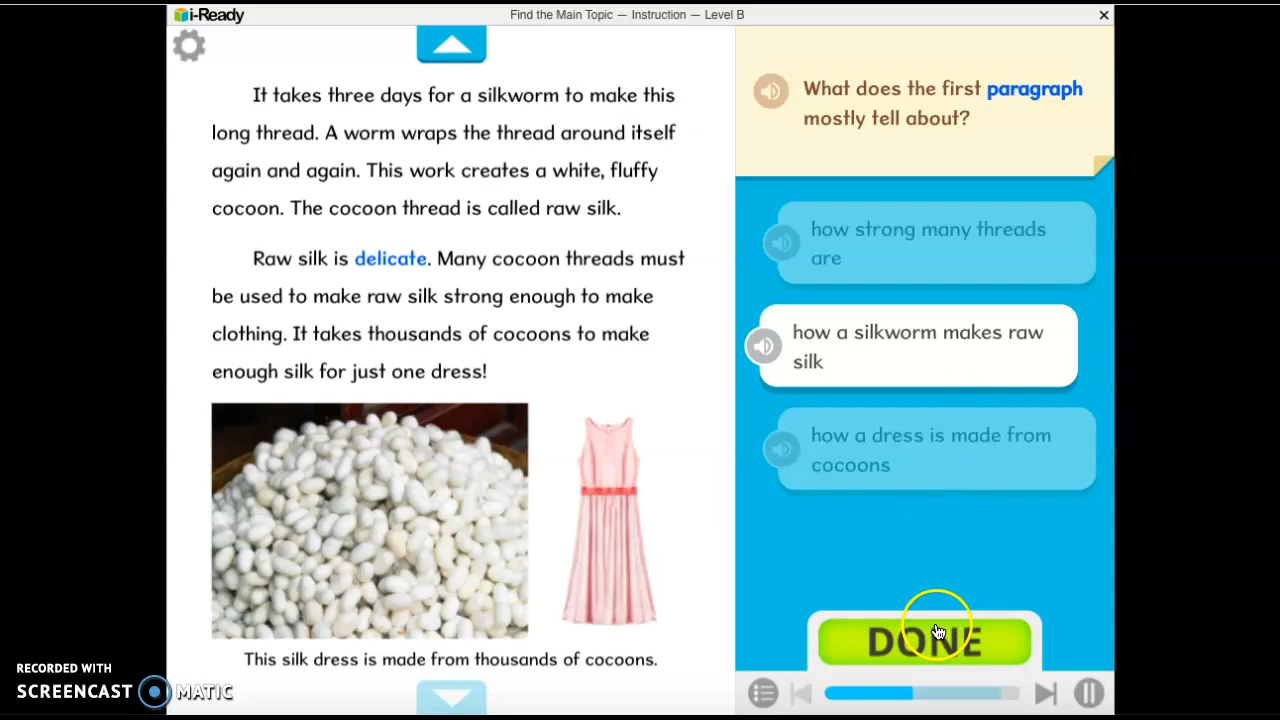 i-Ready
Find the Main Topic — Instruction — Level B
It takes three days for a silkworm to make this
long thread. A worm wraps the thread around itself
again and again. This work creates a white, fluffy
cocoon. The cocoon thread is called raw silk.
Raw silk is delicate. Many cocoon threads must
be used to make raw silk strong enough to make
clothing. It takes thousands of cocoons to make
enough silk for just one dress!
This silk dress is made from thousands of cocoons.
What does the first paragraph
mostly tell about?
how strong many threads
are
how a silkworm makes raw
silk
how a dress is made from
cocoons
DONE
RECORDED WITH
SCREENCAST MATIC